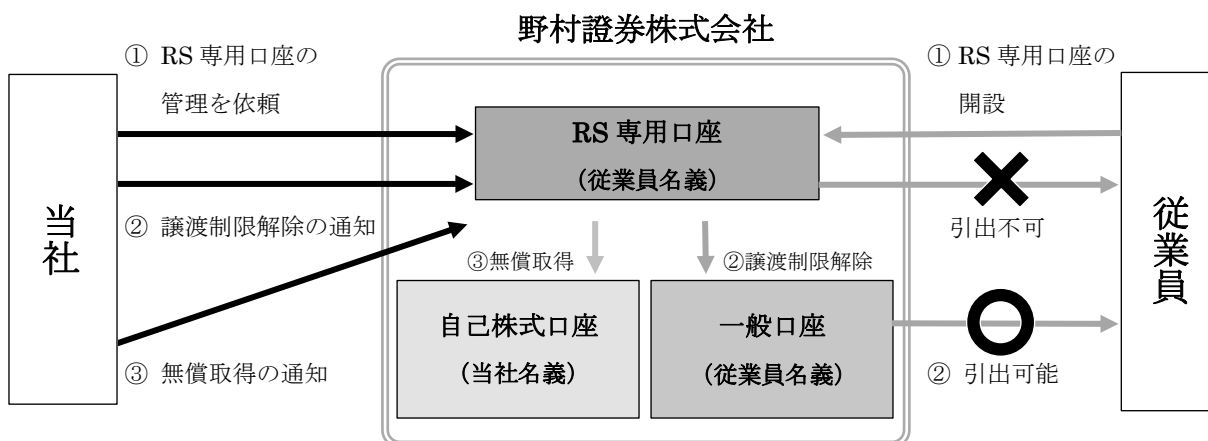 野村證券株式会社
① RS 専用口座の
管理を依頼
① RS 専用口座の
開設
RS 専用口座
(従業員名義)
当社
② 譲渡制限解除の通知
引出不可
従業員
③無償取得
②譲渡制限解除
自己株式口座
(当社名義)
一般口座
(従業員名義)
③ 無償取得の通知
② 引出可能